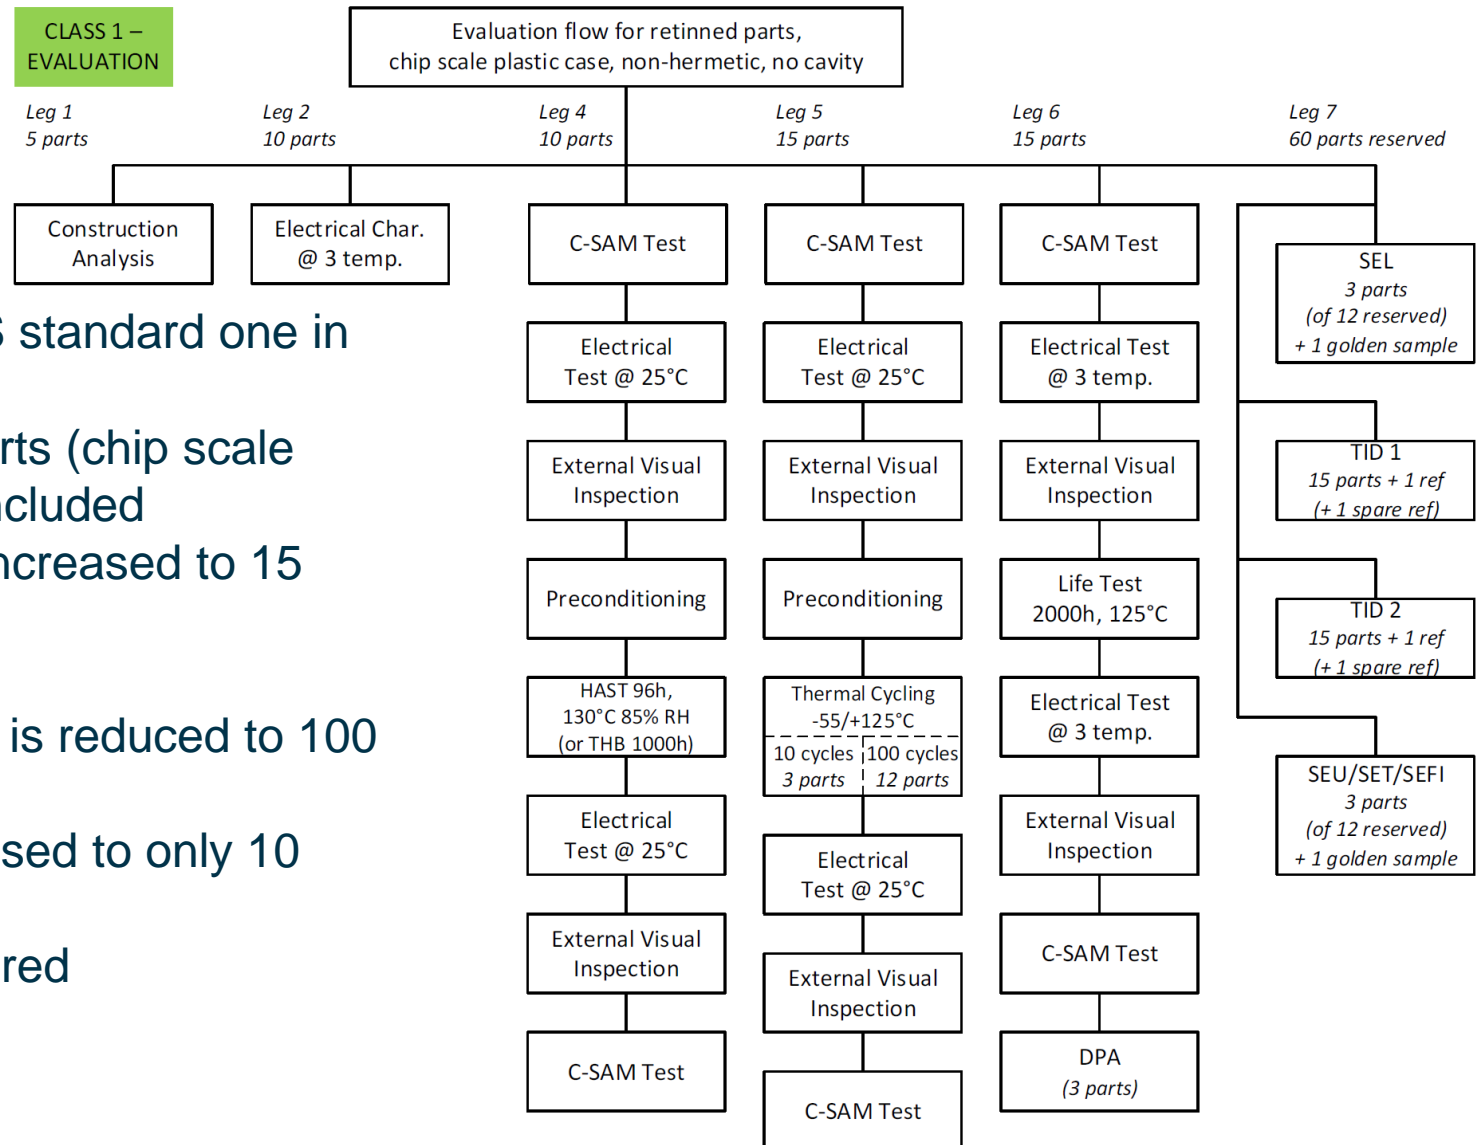 CLASS 1 –
EVALUATION
Evaluation flow for retinned parts,
chip scale plastic case, non-hermetic, no cavity
Leg 1
5 parts
Leg 2
10 parts
Leg 4
10 parts
Leg 5
15 parts
Leg 6
15 parts
Leg 7
60 parts reserved
Construction
Analysis
Electrical Char.
@ 3 temp.
C-SAM Test
Electrical
Test @ 25°C
External Visual
Inspection
Preconditioning
HAST 96h,
130°C 85% RH
(or THB 1000h)
Electrical
Test @ 25°C
External Visual
Inspection
C-SAM Test
C-SAM Test
Electrical
Test @ 25°C
External Visual
Inspection
Preconditioning
Thermal Cycling
-55/+125°C
10 cycles
3 parts
100 cycles
12 parts
Electrical
Test @ 25°C
External Visual
Inspection
C-SAM Test
C-SAM Test
Electrical Test
@ 3 temp.
External Visual
Inspection
Life Test
2000h, 125°C
Electrical Test
@ 3 temp.
External Visual
Inspection
C-SAM Test
DPA
(3 parts)
SEL
3 parts
(of 12 reserved)
+ 1 golden sample
TID 1
15 parts + 1 ref
(+ 1 spare ref)
TID 2
15 parts + 1 ref
(+ 1 spare ref)
SEU/SET/SEFI
3 parts
(of 12 reserved)
+ 1 golden sample
S standard one in
rts (chip scale
ncluded
ncreased to 15
is reduced to 100
sed to only 10
red